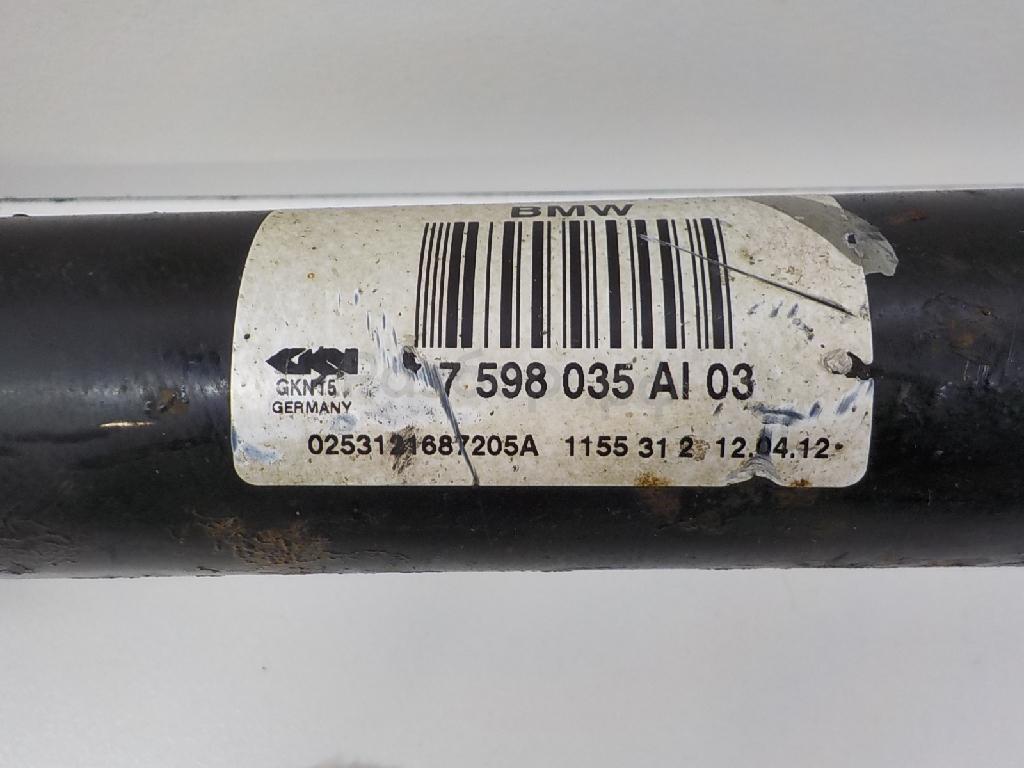 BMW
GKN
7 598 035 AI 03
GKN15
GERMANY
0253121687205A 1155 31 2 12.04.12